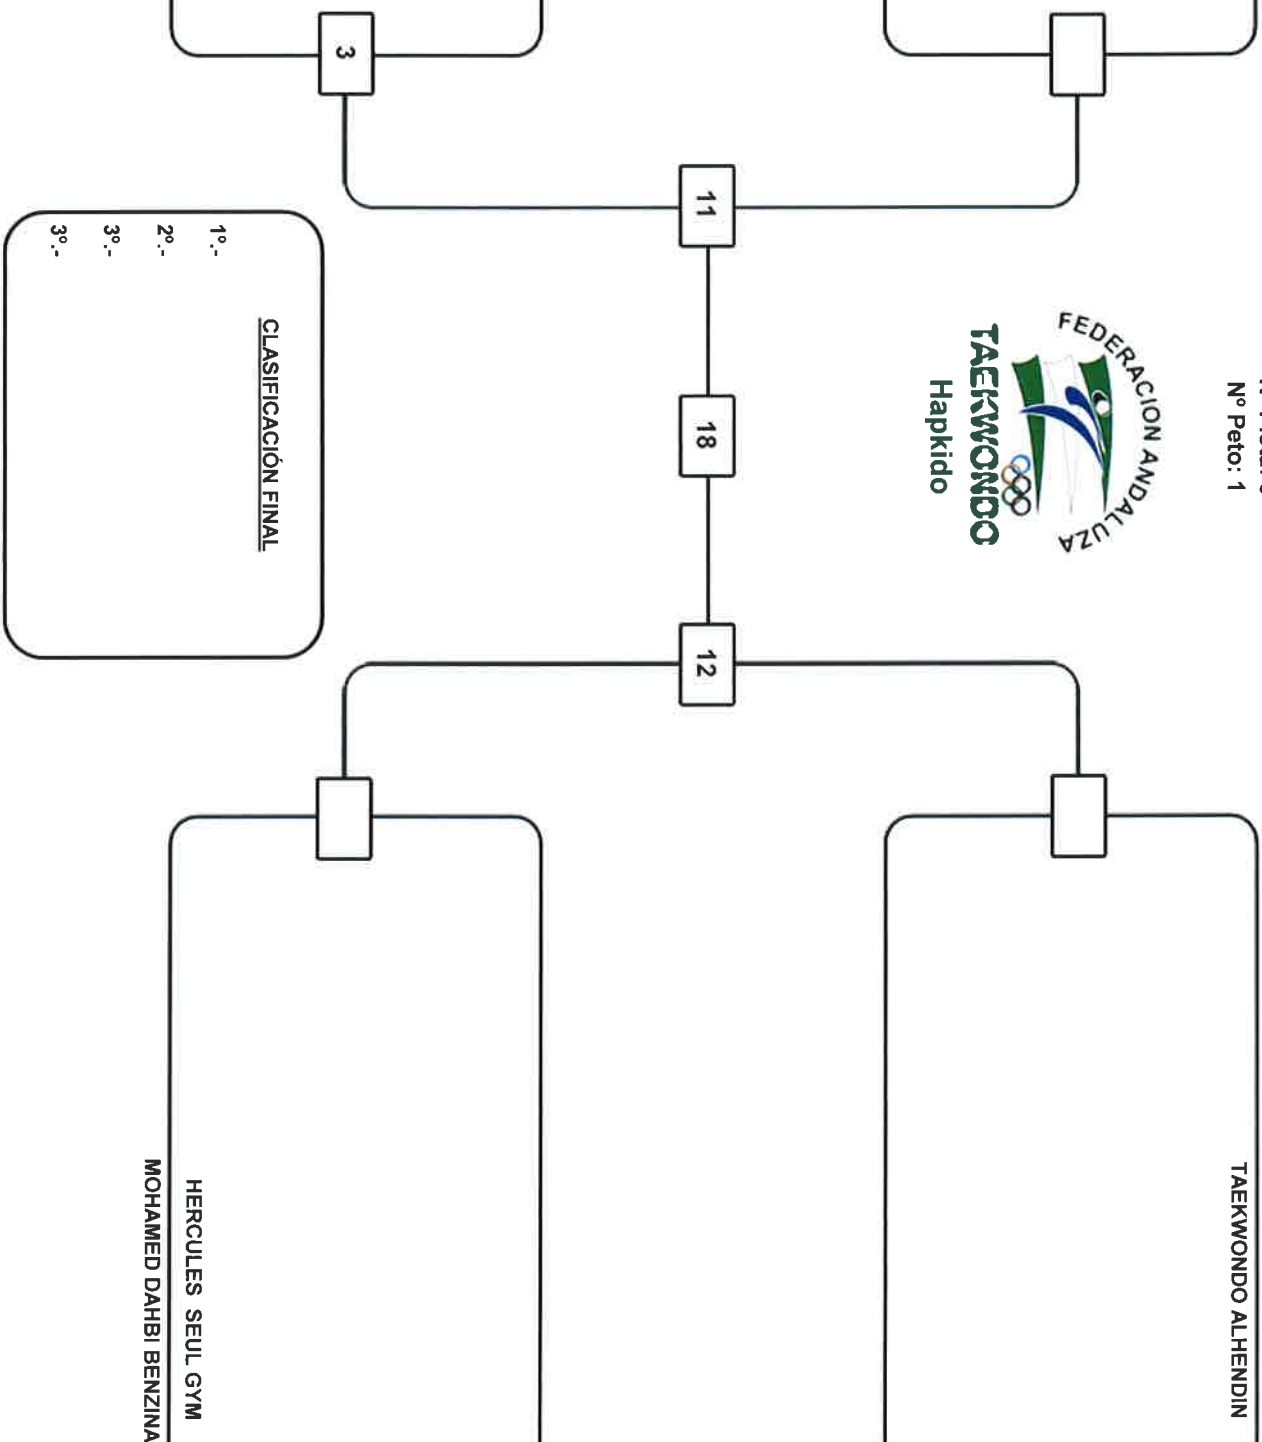 Nº Peto: 1
FEDERACION ANDALUZA
TAEKWONDO
Hapkido
TAEKWONDO ALHENDIN
11
18
12
3
CLASIFICACIÓN FINAL
1º.-
2º.-
3º.-
3º.-
HERCULES SEUL GYM
MOHAMED DAHBI BENZINA